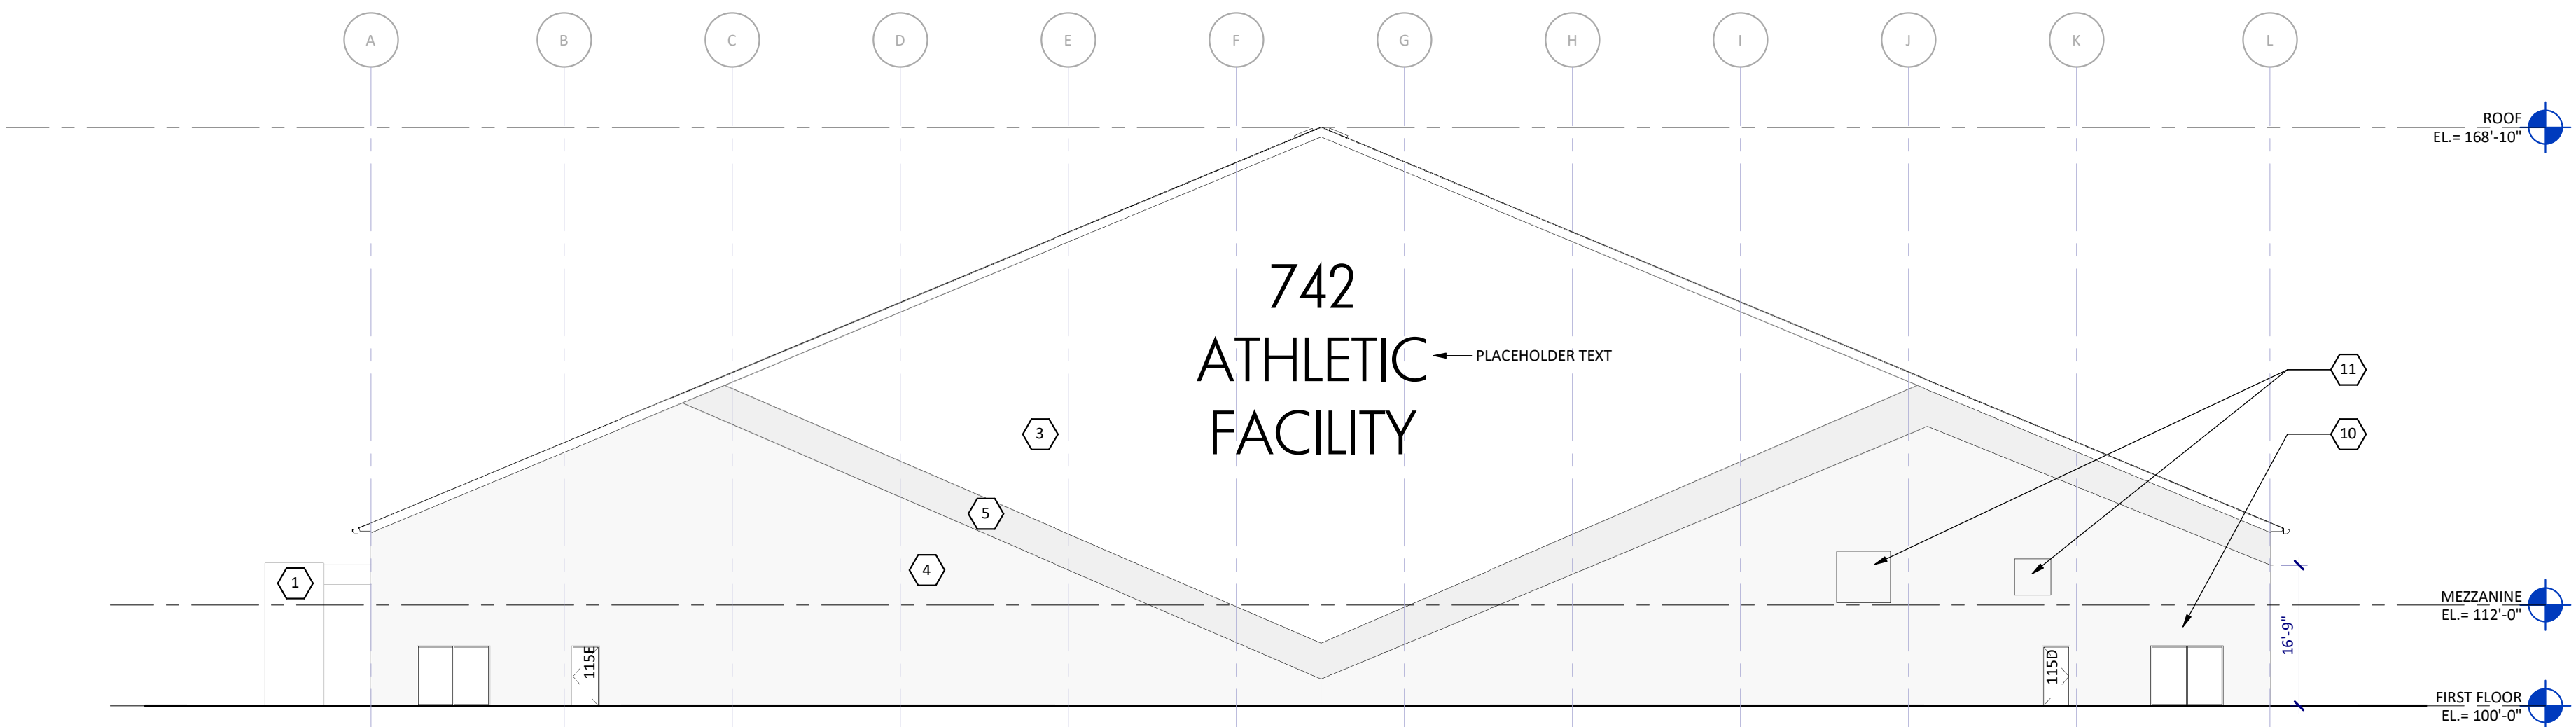 A B C D E F G H I J K L
ROOF
EL.= 168'-10"
742
ATHLETIC
FACILITY
PLACEHOLDER TEXT
11
10
3
5
4
1
MEZZANINE
EL.= 112'-0"
16'-9"
115E
115D
FIRST FLOOR
EL.= 100'-0"